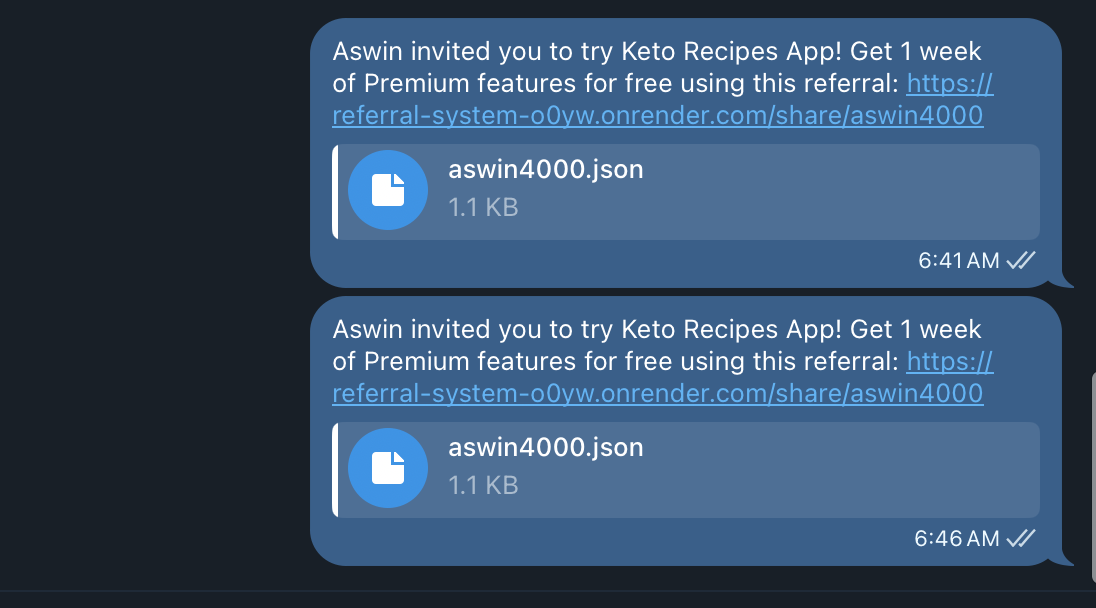 Aswin invited you to try Keto Recipes App! Get 1 week
of Premium features for free using this referral: https://
referral-system-o0yw.onrender.com/share/aswin4000
aswin4000.json
1.1 KB
6:41 AM
Aswin invited you to try Keto Recipes App! Get 1 week
of Premium features for free using this referral: https://
referral-system-o0yw.onrender.com/share/aswin4000
aswin4000.json
1.1 KB
6:46 AM